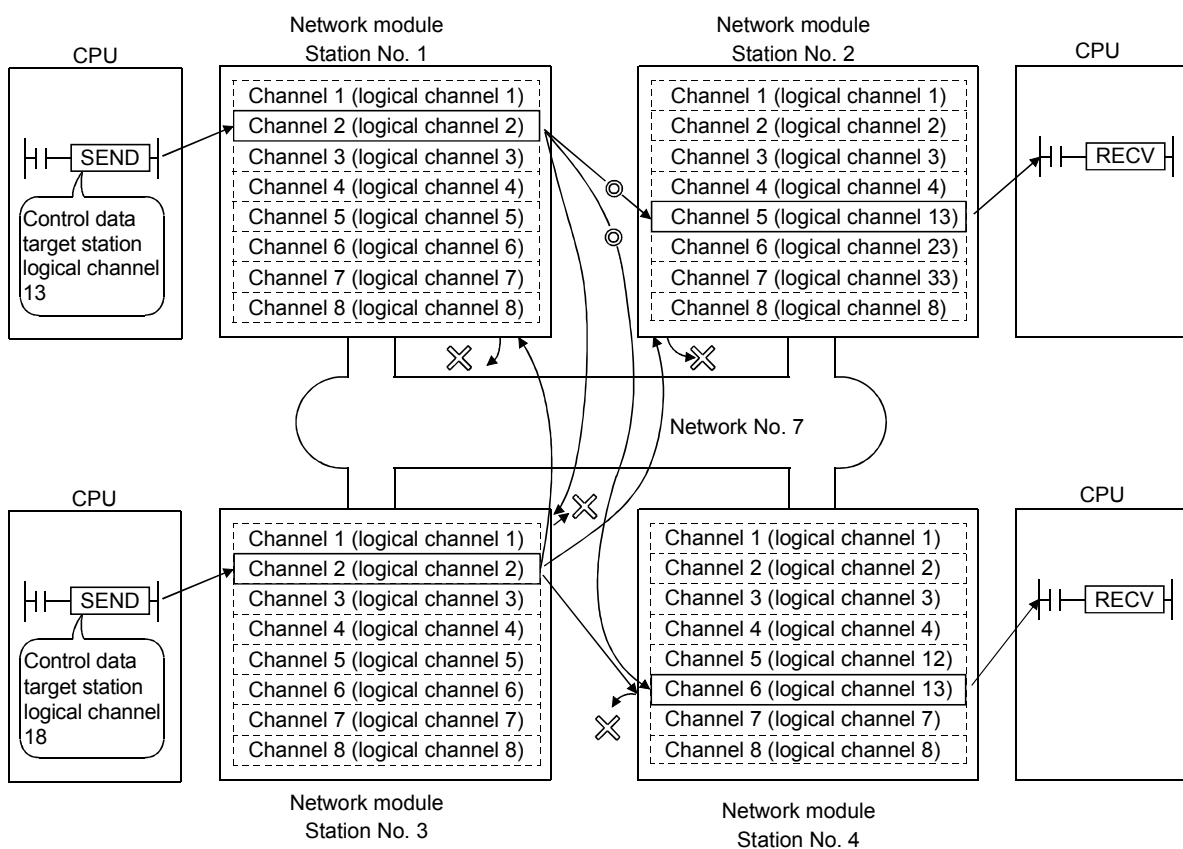 Network module
Station No. 1
Network module
Station No. 2
CPU
CPU
Channel 1 (logical channel 1)
Channel 2 (logical channel 2)
Channel 3 (logical channel 3)
Channel 4 (logical channel 4)
Channel 5 (logical channel 5)
Channel 6 (logical channel 6)
Channel 7 (logical channel 7)
Channel 8 (logical channel 8)
Channel 1 (logical channel 1)
Channel 2 (logical channel 2)
Channel 3 (logical channel 3)
Channel 4 (logical channel 4)
Channel 5 (logical channel 13)
Channel 6 (logical channel 23)
Channel 7 (logical channel 33)
Channel 8 (logical channel 8)
SEND
Control data
target station
logical channel
13
RECV
Network No. 7
CPU
CPU
SEND
Control data
target station
logical channel
18
Channel 1 (logical channel 1)
Channel 2 (logical channel 2)
Channel 3 (logical channel 3)
Channel 4 (logical channel 4)
Channel 5 (logical channel 5)
Channel 6 (logical channel 6)
Channel 7 (logical channel 7)
Channel 8 (logical channel 8)
Channel 1 (logical channel 1)
Channel 2 (logical channel 2)
Channel 3 (logical channel 3)
Channel 4 (logical channel 4)
Channel 5 (logical channel 12)
Channel 6 (logical channel 13)
Channel 7 (logical channel 7)
Channel 8 (logical channel 8)
RECV
Network module
Station No. 3
Network module
Station No. 4